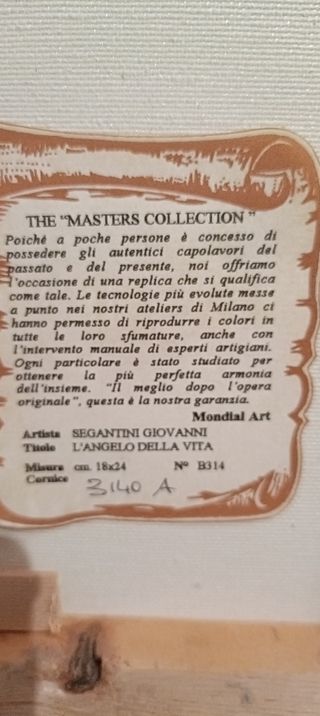 THE "MASTERS COLLECTION"
Poiché a poche persone è concesso di
possedere gli autentici capolavori del
passato e del presente, noi offriamo
l'occasione di una replica che si qualifica
come tale. Le tecnologie più evolute messe
a punto nei nostri ateliers di Milano ci
hanno permesso di riprodurre i colori in
tutte le loro sfumature, anche con
l'intervento manuale di esperti artigiani.
Ogni particolare è stato studiato per
ottenere la più perfetta armonia
dell'insieme. "Il meglio dopo l'opera
originale", questa è la nostra garanzia.
Mondial Art
Artista SEGANTINI GIOVANNI
Titolo L'ANGELO DELLA VITA
Misure cm. 18x24 Nº B314
Cornice 3140 A